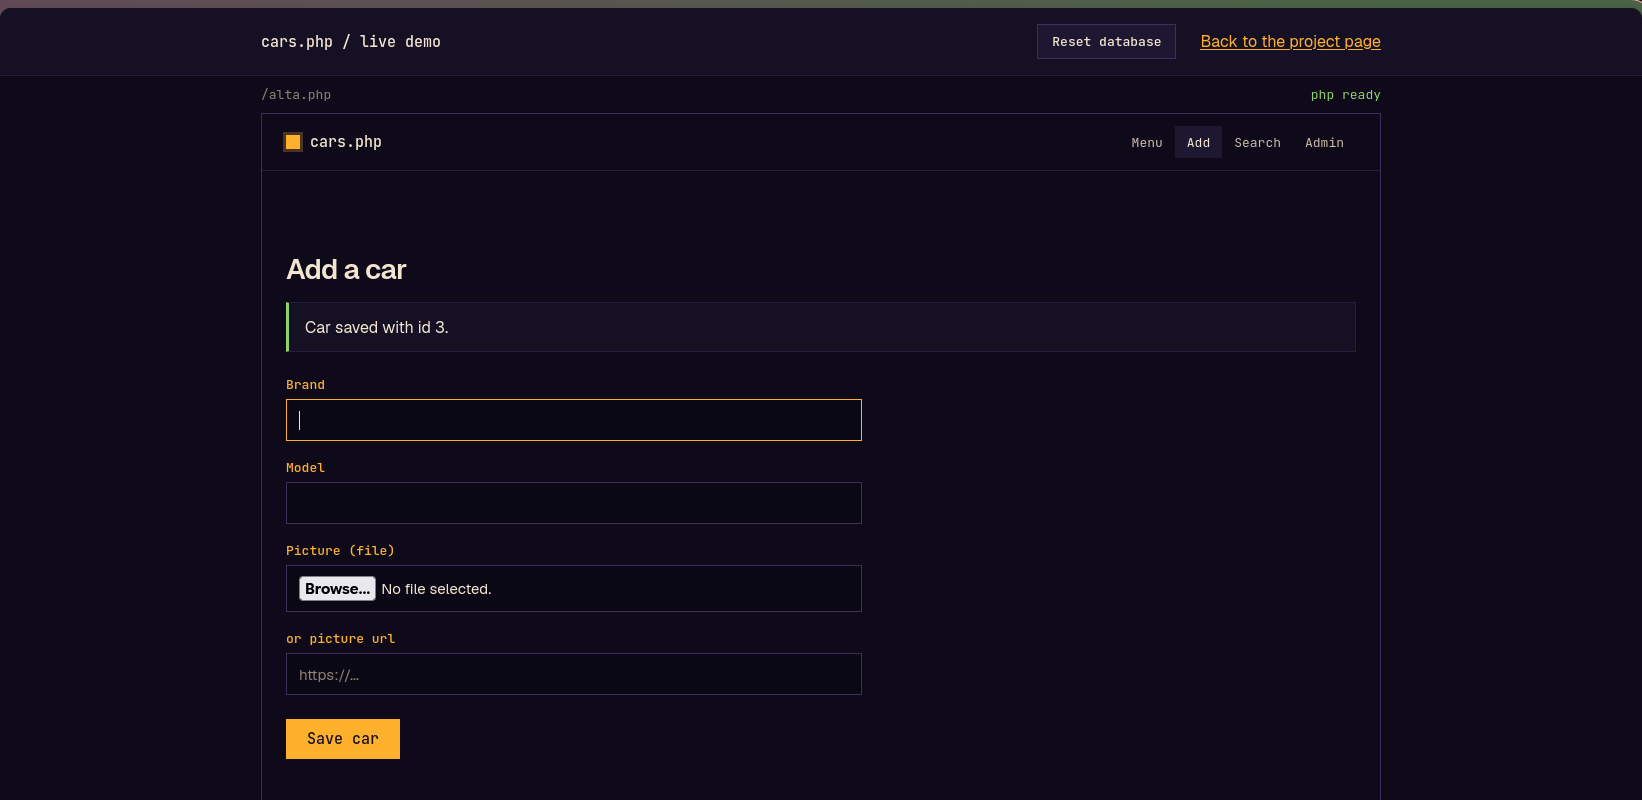 cars.php / live demo
Reset database
Back to the project page
/alta.php
php ready
cars.php
Menu
Add
Search
Admin
Add a car
Car saved with id 3.
Brand
Model
Picture (file)
Browse... No file selected.
or picture url
https://...
Save car